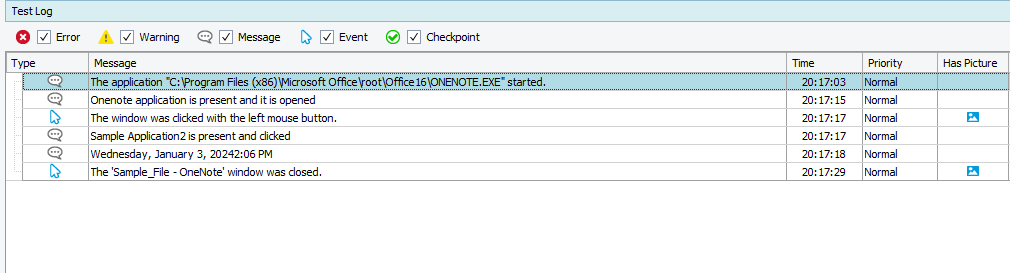 Test Log
Error Warning Message Event Checkpoint
Type Message Time Priority Has Picture
The application "C:\Program Files (x86)\Microsoft Office\root\Office16\ONENOTE.EXE" started. 20:17:03 Normal
Onenote application is present and it is opened 20:17:15 Normal
The window was clicked with the left mouse button. 20:17:17 Normal
Sample Application2 is present and clicked 20:17:17 Normal
Wednesday, January 3, 20242:06 PM 20:17:18 Normal
The 'Sample_File - OneNote' window was closed. 20:17:29 Normal